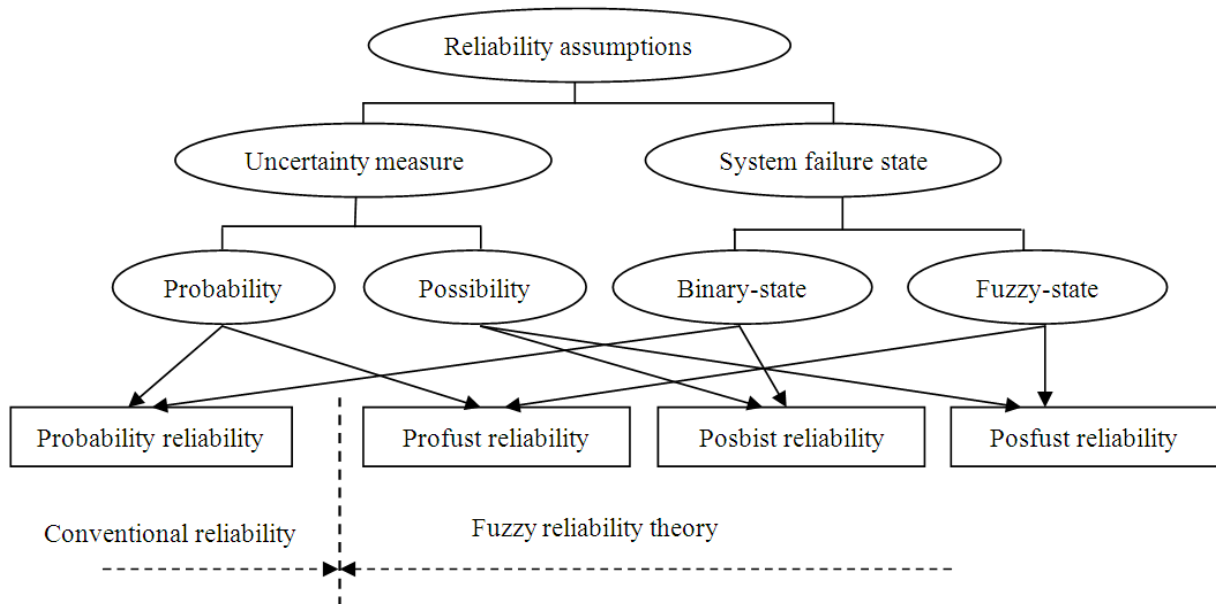 Reliability assumptions
Uncertainty measure
System failure state
Probability
Possibility
Binary-state
Fuzzy-state
Probability reliability
Profust reliability
Posbist reliability
Posfust reliability
Conventional reliability
Fuzzy reliability theory